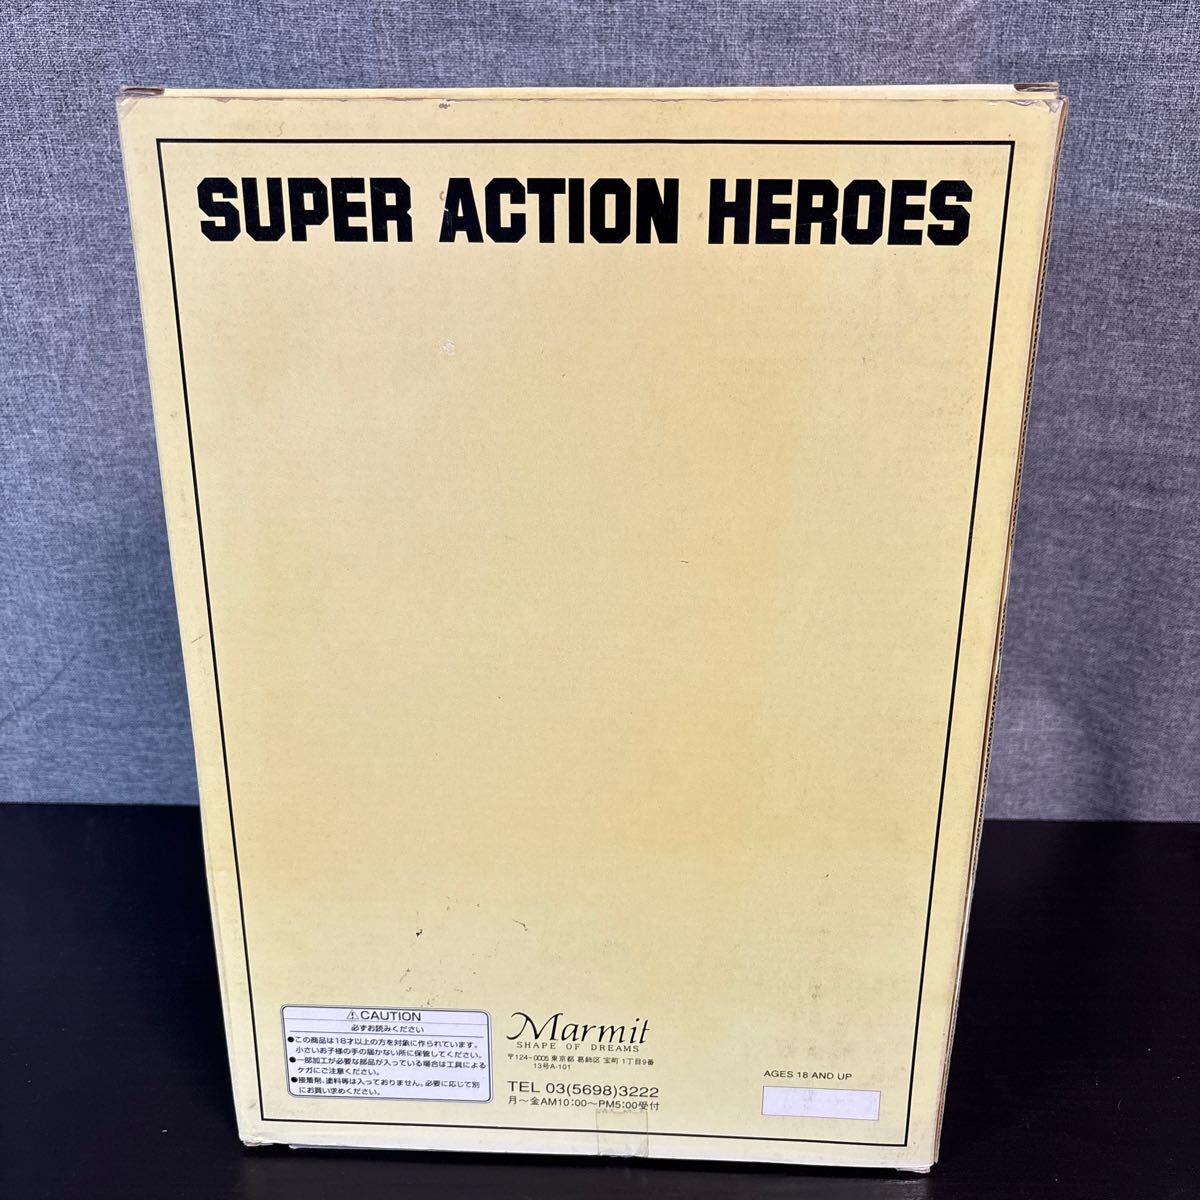 SUPER ACTION HEROES
⚠CAUTION
必ずお読みください
●この商品は18才以上の方を対象に作られています。
小さいお子様の手の届かない所に保管してください。
●一部加工が必要な部品が入っている場合は工具による
ケガにご注意ください。
●接着剤、塗料等は入っておりません。必要に応じて別
にお買い求めください。
Marmit
SHAPE OF DREAMS
〒124-0005 東京都 葛飾区 宝町 1丁目9番
13号A-101
TEL 03(5698)3222
月～金AM10:00～PM5:00受付
AGES 18 AND UP